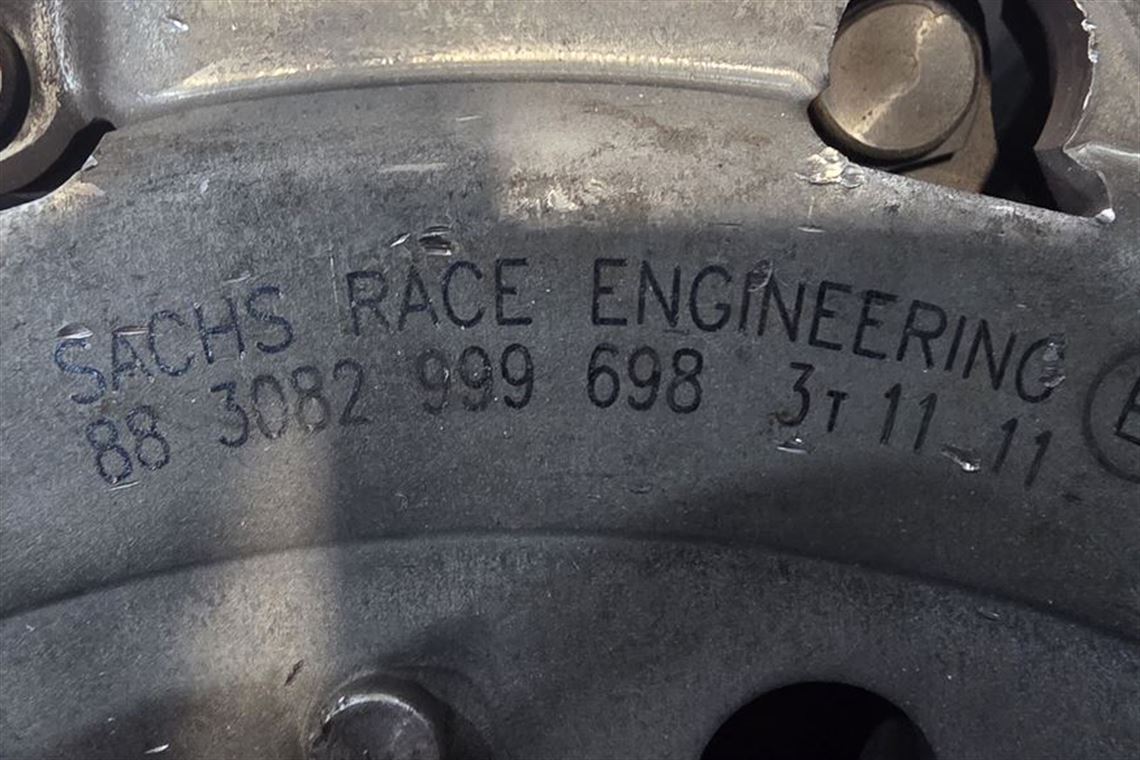 SACHS RACE ENGINEERING
88 3082 999 698 3T 11 11